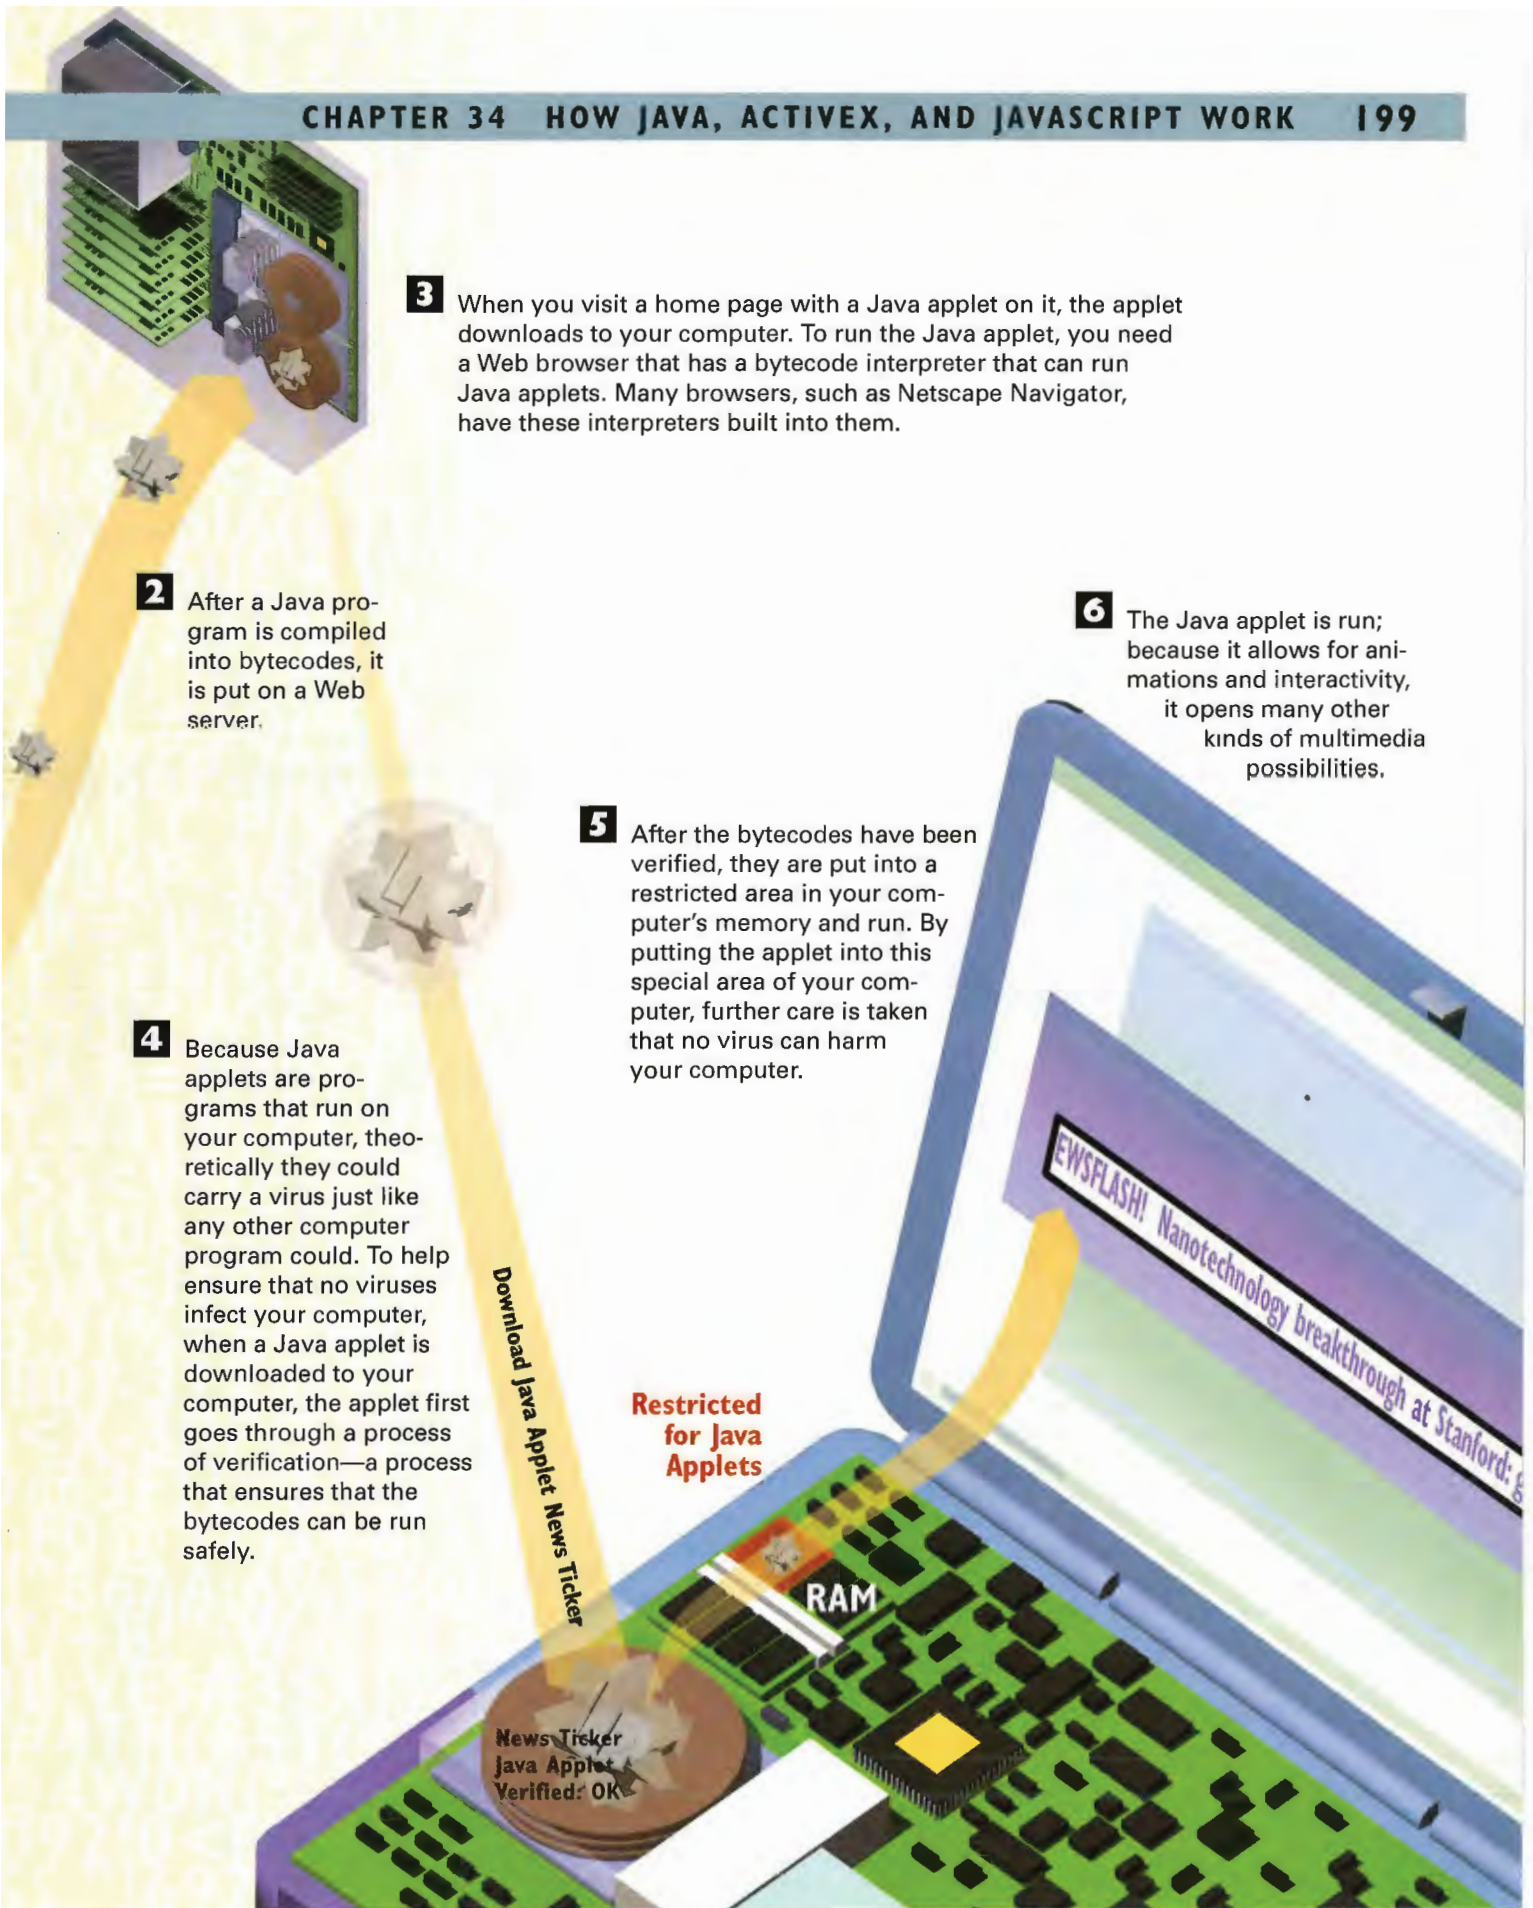 CHAPTER 34 HOW JAVA, ACTIVEX, AND JAVASCRIPT WORK 199
3 When you visit a home page with a Java applet on it, the applet
downloads to your computer. To run the Java applet, you need
a Web browser that has a bytecode interpreter that can run
Java applets. Many browsers, such as Netscape Navigator,
have these interpreters built into them.
2 After a Java pro-
gram is compiled
into bytecodes, it
is put on a Web
server.
6 The Java applet is run;
because it allows for ani-
mations and interactivity,
it opens many other
kinds of multimedia
possibilities.
5 After the bytecodes have been
verified, they are put into a
restricted area in your com-
puter's memory and run. By
putting the applet into this
special area of your com-
puter, further care is taken
that no virus can harm
your computer.
4 Because Java
applets are pro-
grams that run on
your computer, theo-
retically they could
carry a virus just like
any other computer
program could. To help
ensure that no viruses
infect your computer,
when a Java applet is
downloaded to your
computer, the applet first
goes through a process
of verification—a process
that ensures that the
bytecodes can be run
safely.
Download Java Applet News Ticker
EWSFLASH! Nanotechnology breakthrough at Stanford: g
Restricted
for Java
Applets
RAM
News Ticker
Java Applet
Verified: OK